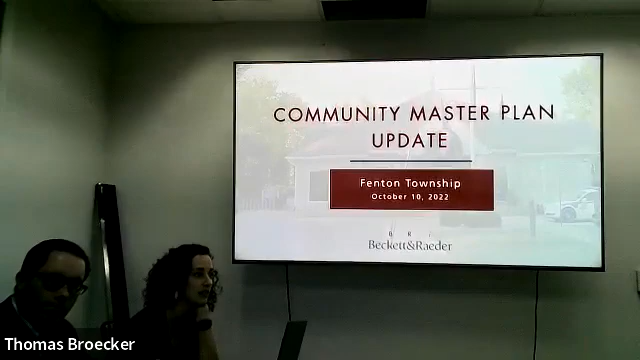 COMMUNITY MASTER PLAN
UPDATE
Fenton Township
October 10, 2022
B R i
Beckett&Raeder
Thomas Broecker